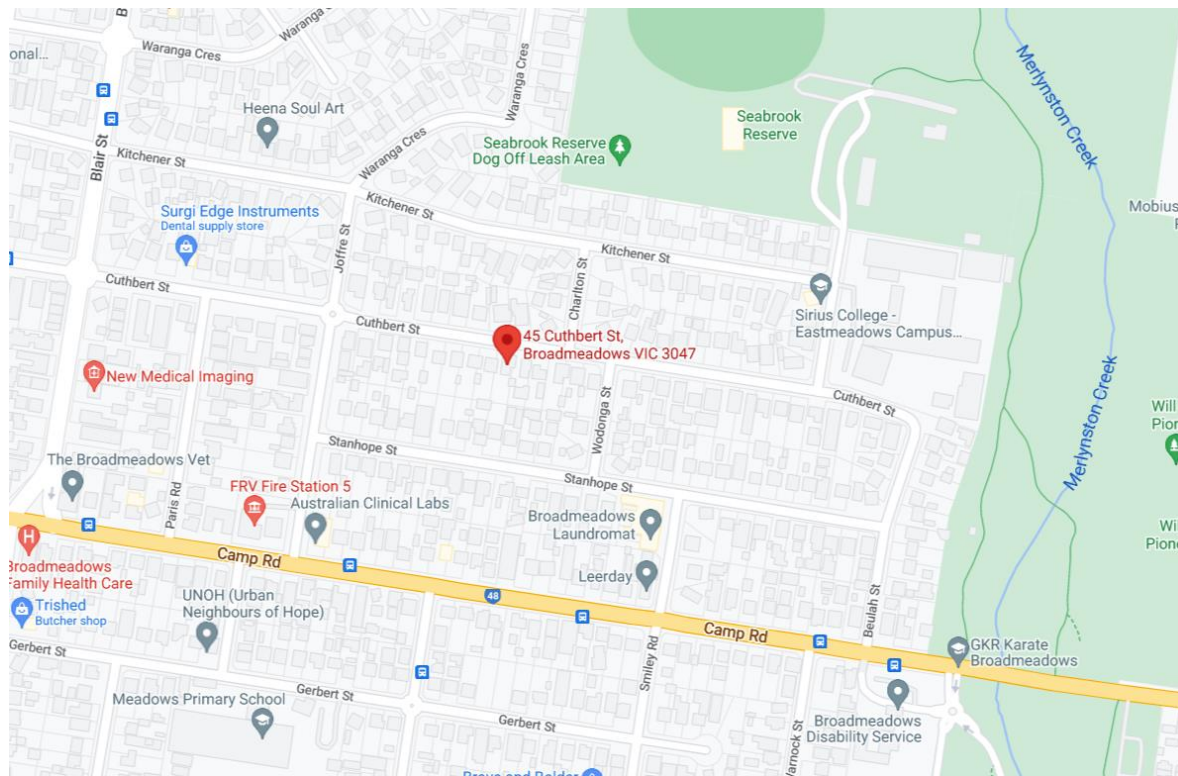 B
Waranga Cres
Waranga
Waranga Cres
onal...
Heena Soul Art
Waranga Cres
Seabrook Reserve
Dog Off Leash Area
Seabrook
Reserve
Merlynston Creek
Blair St
Kitchener St
Mobius
Surgi Edge Instruments
Dental supply store
Joffre St
Kitchener St
Kitchener St
Charlton St
Cuthbert St
Sirius College -
Eastmeadows Campus...
Cuthbert St
45 Cuthbert St,
Broadmeadows VIC 3047
New Medical Imaging
Wodonga St
Cuthbert St
Merlynston Creek
Will
Pion
Stanhope St
The Broadmeadows Vet
Paris Rd
FRV Fire Station 5
Australian Clinical Labs
Stanhope St
Broadmeadows
Laundromat
Wi
Pione
H
Broadmeadows
Family Health Care
Camp Rd
Leerday
48
Trished
Butcher shop
UNOH (Urban
Neighbours of Hope)
Camp Rd
Beulah St
Smiley Rd
GKR Karate
Broadmeadows
Gerbert St
Meadows Primary School
Gerbert St
Gerbert St
Warnock St
Broadmeadows
Disability Service